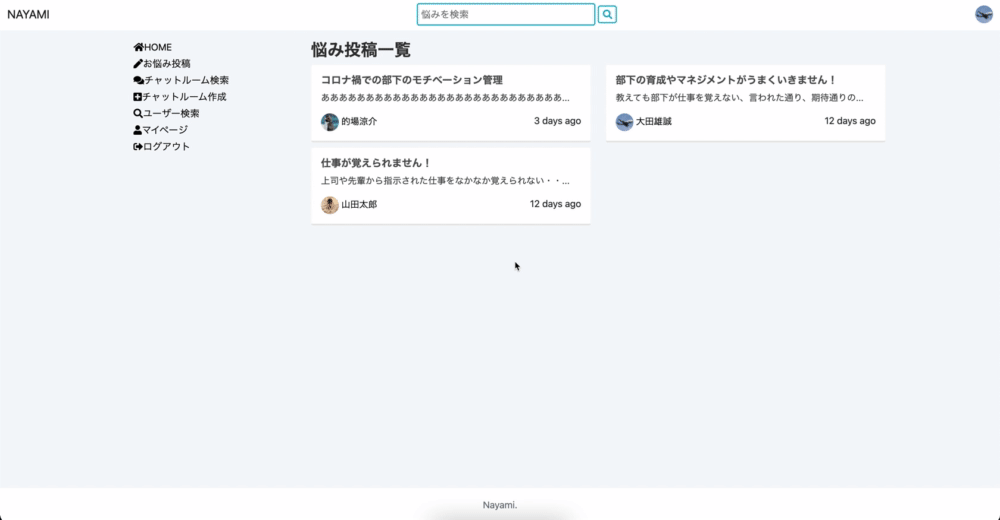 NAYAMI
悩みを検索
HOME
お悩み投稿
チャットルーム検索
チャットルーム作成
ユーザー検索
マイページ
ログアウト
悩み投稿一覧
コロナ禍での部下のモチベーション管理
ああああああああああああああああああああああああああああ...
的場涼介
3 days ago
部下の育成やマネジメントがうまくいきません！
教えても部下が仕事を覚えない、言われた通り、期待通りの...
大田雄誠
12 days ago
仕事が覚えられません！
上司や先輩から指示された仕事をなかなか覚えられない・・...
山田太郎
12 days ago
Nayami.